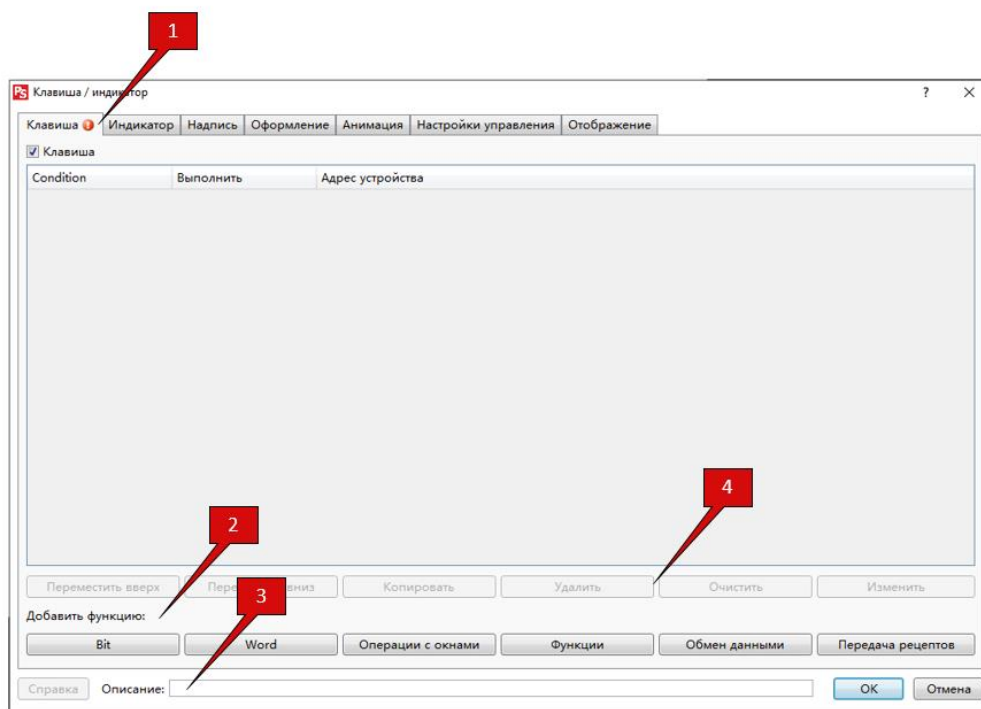 1
PS Клавиша / индикатор ?
Клавиша Индикатор Надпись Оформление Анимация Настройки управления Отображение
Клавиша
Condition Выполнить Адрес устройства
4
2
Переместить вверх вниз Копировать Удалить Очистить Изменить
3
Добавить функцию:
Bit Word Операции с окнами Функции Обмен данными Передача рецептов
Справка Описание: OK Отмена